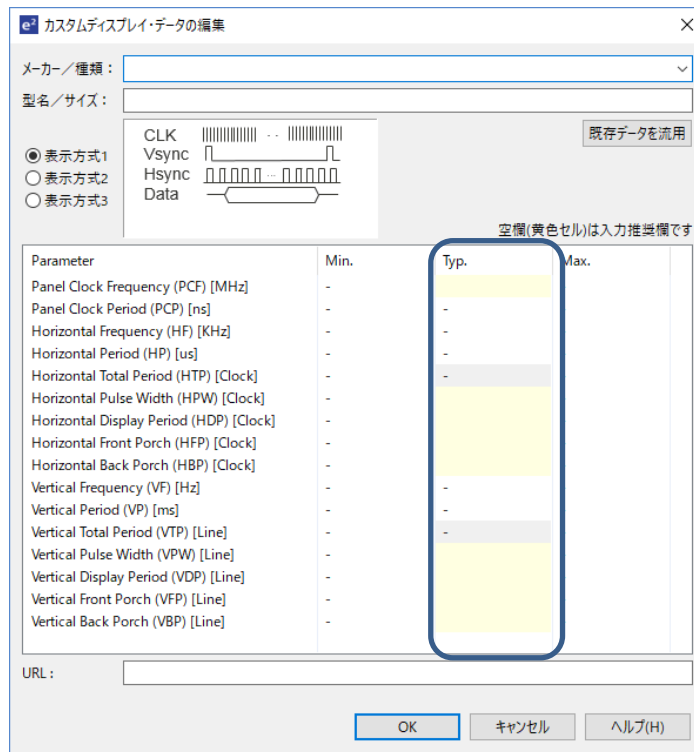 e² カスタムディスプレイ・データの編集
メーカー／種類：
型名／サイズ：
既存データを流用
表示方式1
表示方式2
表示方式3
CLK
Vsync
Hsync
Data
空欄(黄色セル)は入力推奨欄です
Parameter Min. Typ. Max.
Panel Clock Frequency (PCF) [MHz] -
Panel Clock Period (PCP) [ns] - -
Horizontal Frequency (HF) [KHz] - -
Horizontal Period (HP) [us] - -
Horizontal Total Period (HTP) [Clock] - -
Horizontal Pulse Width (HPW) [Clock] -
Horizontal Display Period (HDP) [Clock] -
Horizontal Front Porch (HFP) [Clock] -
Horizontal Back Porch (HBP) [Clock] -
Vertical Frequency (VF) [Hz] - -
Vertical Period (VP) [ms] - -
Vertical Total Period (VTP) [Line] - -
Vertical Pulse Width (VPW) [Line] -
Vertical Display Period (VDP) [Line] -
Vertical Front Porch (VFP) [Line] -
Vertical Back Porch (VBP) [Line] -
URL :
OK キャンセル ヘルプ(H)